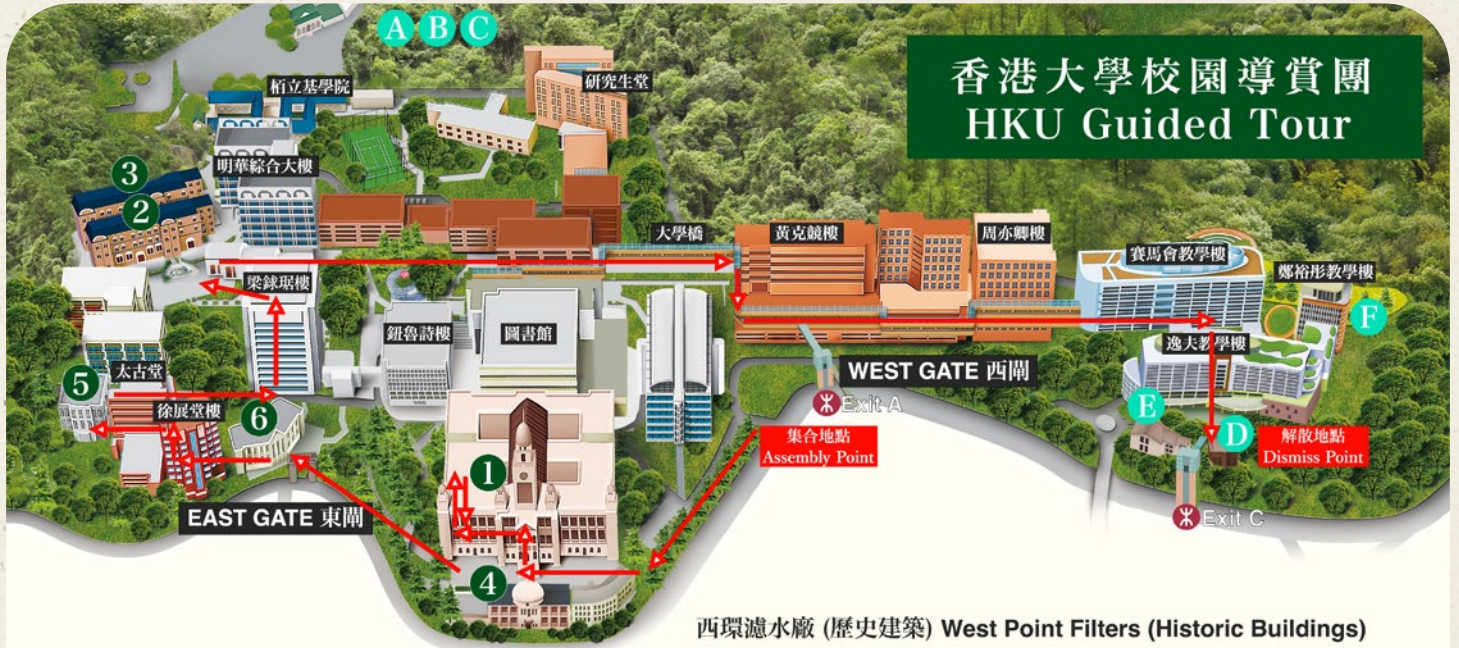 A B C
香港大學校園導賞團
HKU Guided Tour
栢立基學院
研究生堂
明華綜合大樓
3
2
大學橋
黃克競樓
周亦卿樓
賽馬會教學樓
鄭裕彤教學樓
梁銶琚樓
鈕魯詩樓
圖書館
F
逸夫教學樓
太古堂
5
WEST GATE 西閘
Exit A
徐展堂樓
6
E
D
集合地點
Assembly Point
解散地點
Dismiss Point
1
EAST GATE 東閘
Exit C
4
西環濾水廠 (歷史建築) West Point Filters (Historic Buildings)